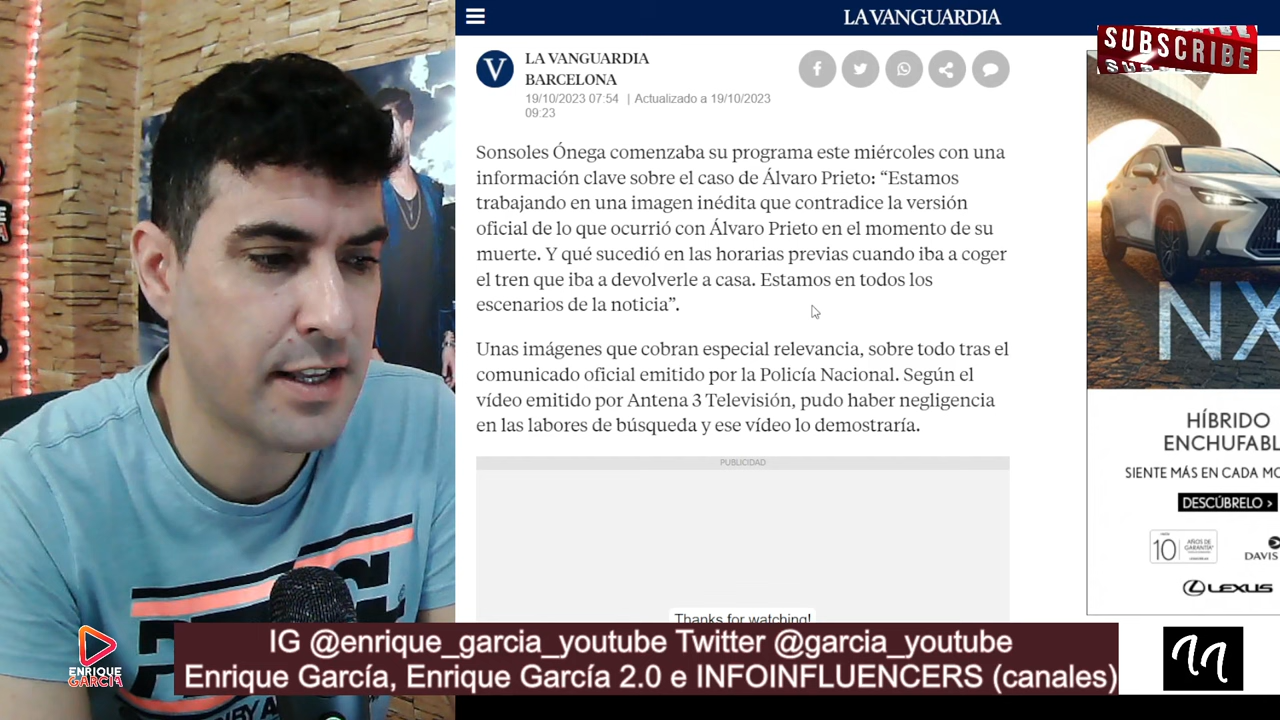 LA VANGUARDIA
SUBSCRIBE
V
LA VANGUARDIA
BARCELONA
19/10/2023 07:54 | Actualizado a 19/10/2023
09:23
Sonsoles Ónega comenzaba su programa este miércoles con una
información clave sobre el caso de Álvaro Prieto: “Estamos
trabajando en una imagen inédita que contradice la versión
oficial de lo que ocurrió con Álvaro Prieto en el momento de su
muerte. Y qué sucedió en las horarias previas cuando iba a coger
el tren que iba a devolverle a casa. Estamos en todos los
escenarios de la noticia”.
Unas imágenes que cobran especial relevancia, sobre todo tras el
comunicado oficial emitido por la Policía Nacional. Según el
vídeo emitido por Antena 3 Televisión, pudo haber negligencia
en las labores de búsqueda y ese vídeo lo demostraría.
PUBLICIDAD
Thanks for watching!
NX
HÍBRIDO
ENCHUFABL
SIENTE MÁS EN CADA MO
DESCÚBRELO >
10 AÑOS DE GARANTÍA*
DAVIS
LEXUS
IG @enrique_garcia_youtube Twitter @garcia_youtube
Enrique García, Enrique García 2.0 e INFOINFLUENCERS (canales)
ENRIQUE
GARCÍA